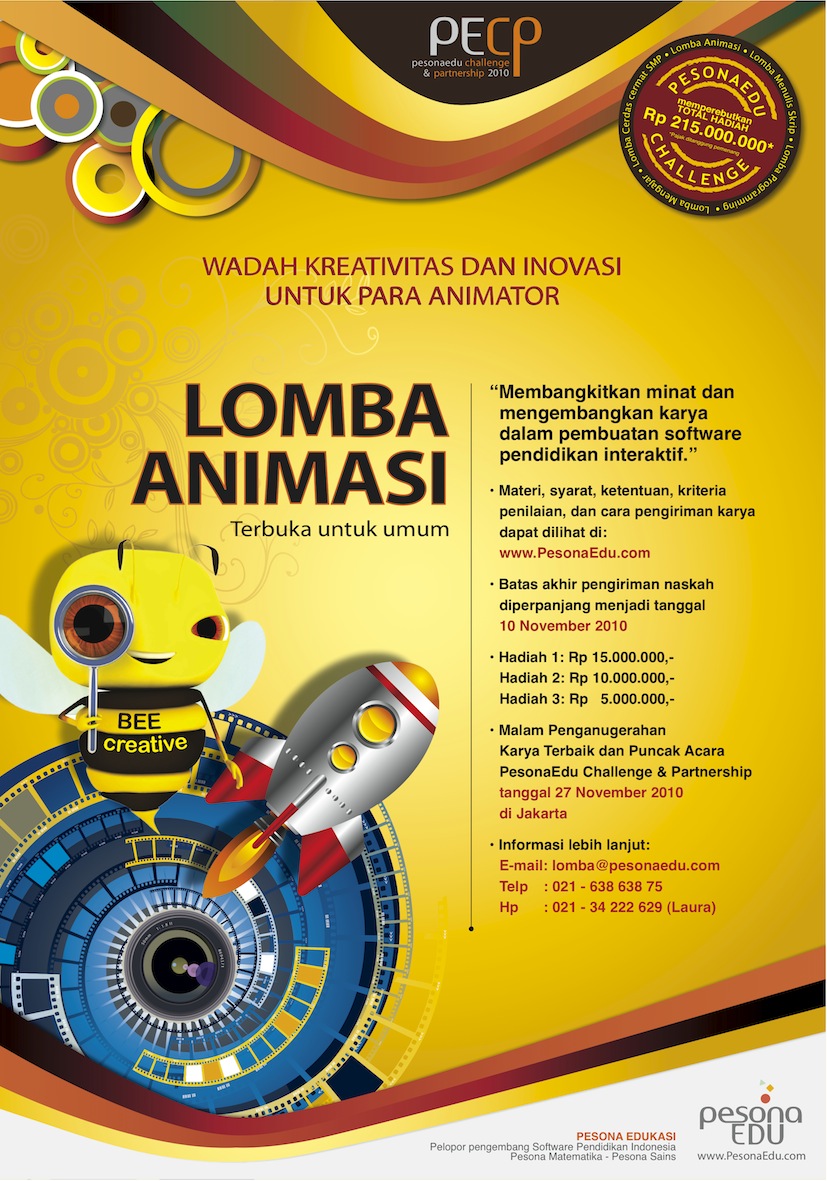 PECP
pesonaedu challenge
& partnership 2010
Lomba Cerdas cermat SMP • Lomba Animasi • Lomba Menulis Skrip • Lomba Programming • Lomba Mengajar •
PESONAEDU
memperebutkan
TOTAL HADIAH
Rp 215.000.000*
*Pajak ditanggung pemenang
CHALLENGE
WADAH KREATIVITAS DAN INOVASI
UNTUK PARA ANIMATOR
LOMBA
ANIMASI
Terbuka untuk umum
“Membangkitkan minat dan
mengembangkan karya
dalam pembuatan software
pendidikan interaktif.”
• Materi, syarat, ketentuan, kriteria
penilaian, dan cara pengiriman karya
dapat dilihat di:
www.PesonaEdu.com
• Batas akhir pengiriman naskah
diperpanjang menjadi tanggal
10 November 2010
• Hadiah 1: Rp 15.000.000,-
Hadiah 2: Rp 10.000.000,-
Hadiah 3: Rp 5.000.000,-
• Malam Penganugerahan
Karya Terbaik dan Puncak Acara
PesonaEdu Challenge & Partnership
tanggal 27 November 2010
di Jakarta
• Informasi lebih lanjut:
E-mail: lomba@pesonaedu.com
Telp : 021 - 638 638 75
Hp : 021 - 34 222 629 (Laura)
BEE
creative
PESONA EDUKASI
Pelopor pengembang Software Pendidikan Indonesia
Pesona Matematika - Pesona Sains
pesona
EDU
www.PesonaEdu.com